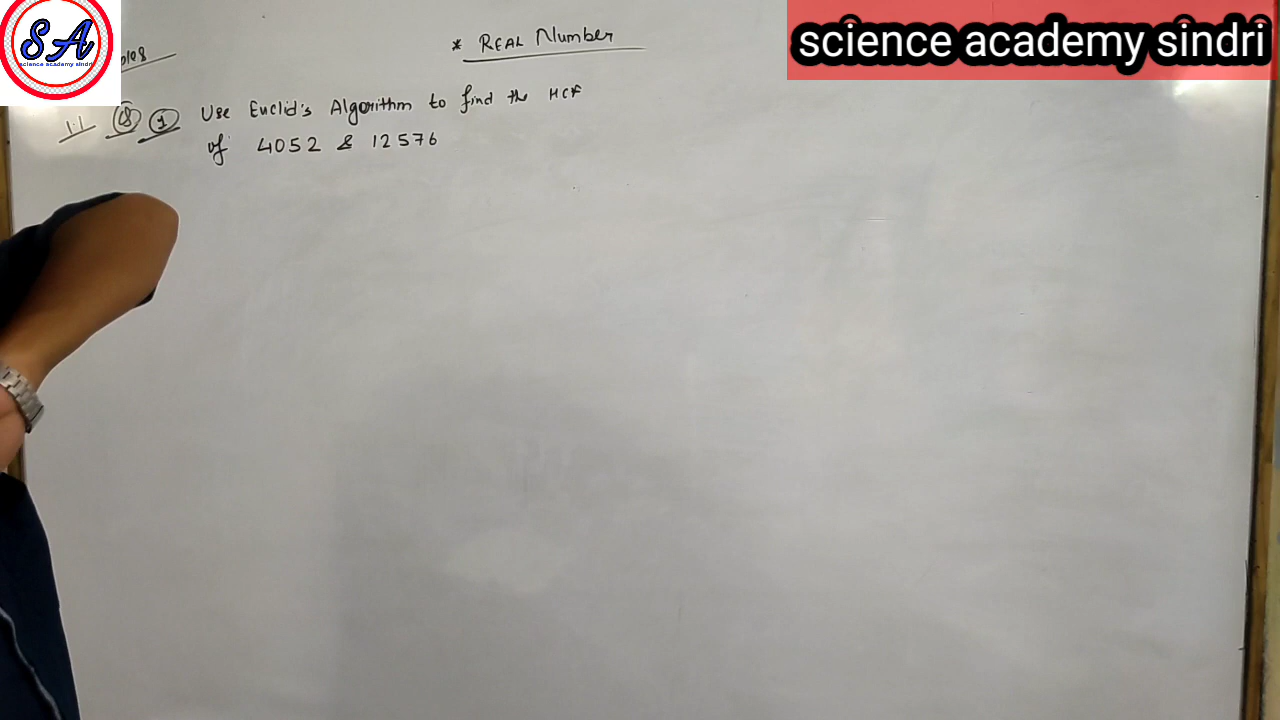 SA
science academy sindri
science academy sindri
* REAL Number
1.1 Q 1 Use Euclid's Algorithm to find the HCF
of 4052 & 12576